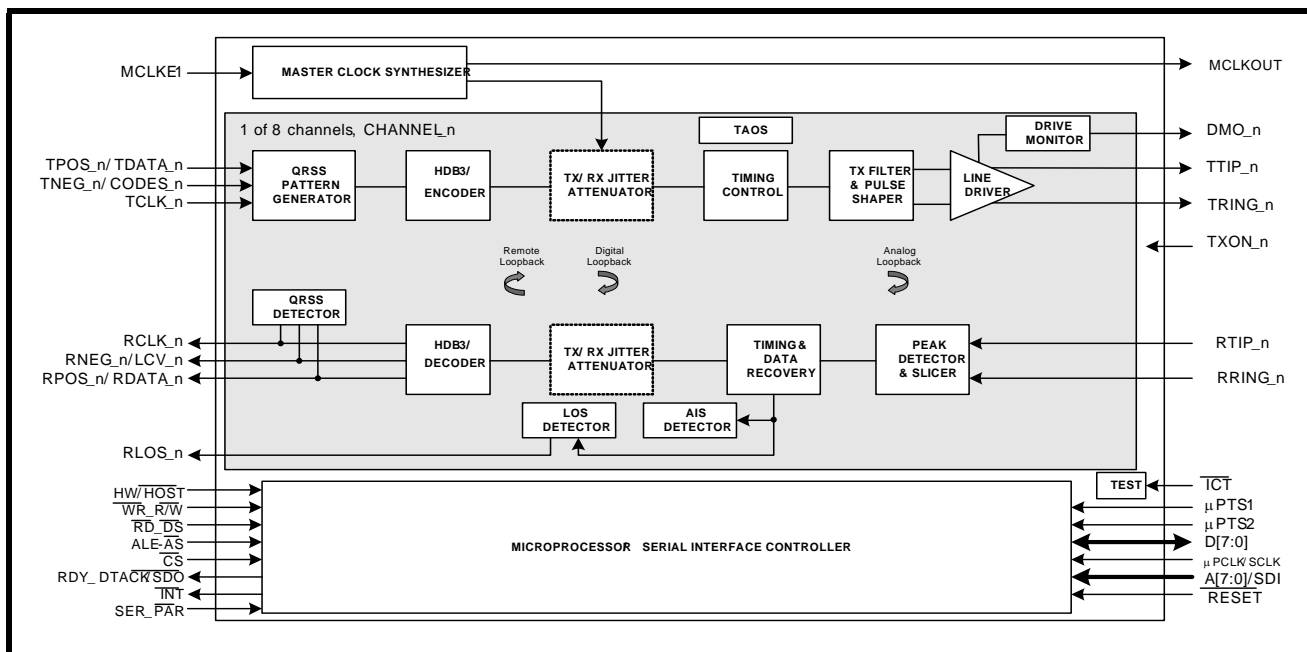 MCLKE1
MASTER CLOCK SYNTHESIZER
MCLKOUT
1 of 8 channels, CHANNEL_n
TAOS
DRIVE
MONITOR
DMO_n
TPOS_n/ TDATA_n
TNEG_n/ CODES_n
TCLK_n
QRSS
PATTERN
GENERATOR
HDB3/
ENCODER
TX/ RX JITTER
ATTENUATOR
TIMING
CONTROL
TX FILTER
& PULSE
SHAPER
LINE
DRIVER
TTIP_n
TRING_n
TXON_n
Remote
Loopback
Digital
Loopback
Analog
Loopback
QRSS
DETECTOR
RCLK_n
RNEG_n/ LCV_n
RPOS_n/ RDATA_n
HDB3/
DECODER
TX/ RX JITTER
ATTENUATOR
TIMING &
DATA
RECOVERY
PEAK
DETECTOR
& SLICER
RTIP_n
RRING_n
LOS
DETECTOR
AIS
DETECTOR
RLOS_n
TEST
ICT
HW/HOST
WR_R/W
RD_DS
ALE-AS
CS
RDY_DTACK/SDO
INT
SER_PAR
MICROPROCESSOR SERIAL INTERFACE CONTROLLER
μPTS1
μPTS2
D[7:0]
μPCLK/SCLK
A[7:0]/SDI
RESET